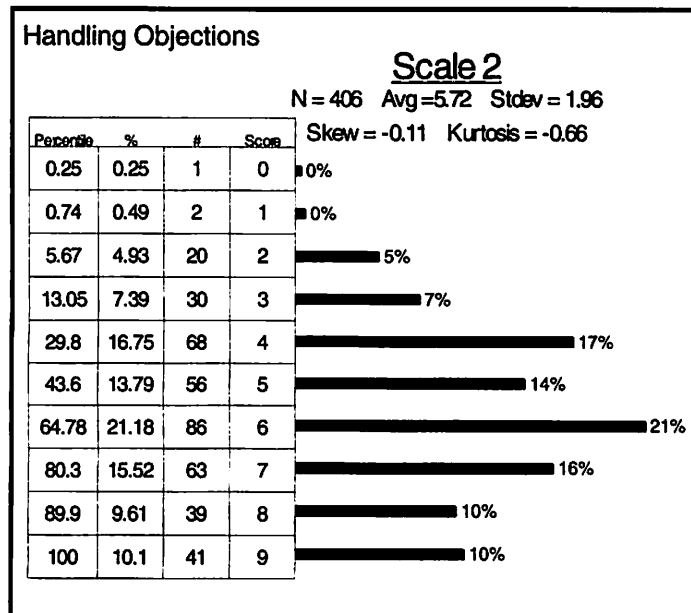 Handling Objections
Scale 2
N = 406 Avg =5.72 Stdev = 1.96
Skew = -0.11 Kurtosis = -0.66
Percentile % # Score
0.25 0.25 1 0 0%
0.74 0.49 2 1 0%
5.67 4.93 20 2 5%
13.05 7.39 30 3 7%
29.8 16.75 68 4 17%
43.6 13.79 56 5 14%
64.78 21.18 86 6 21%
80.3 15.52 63 7 16%
89.9 9.61 39 8 10%
100 10.1 41 9 10%